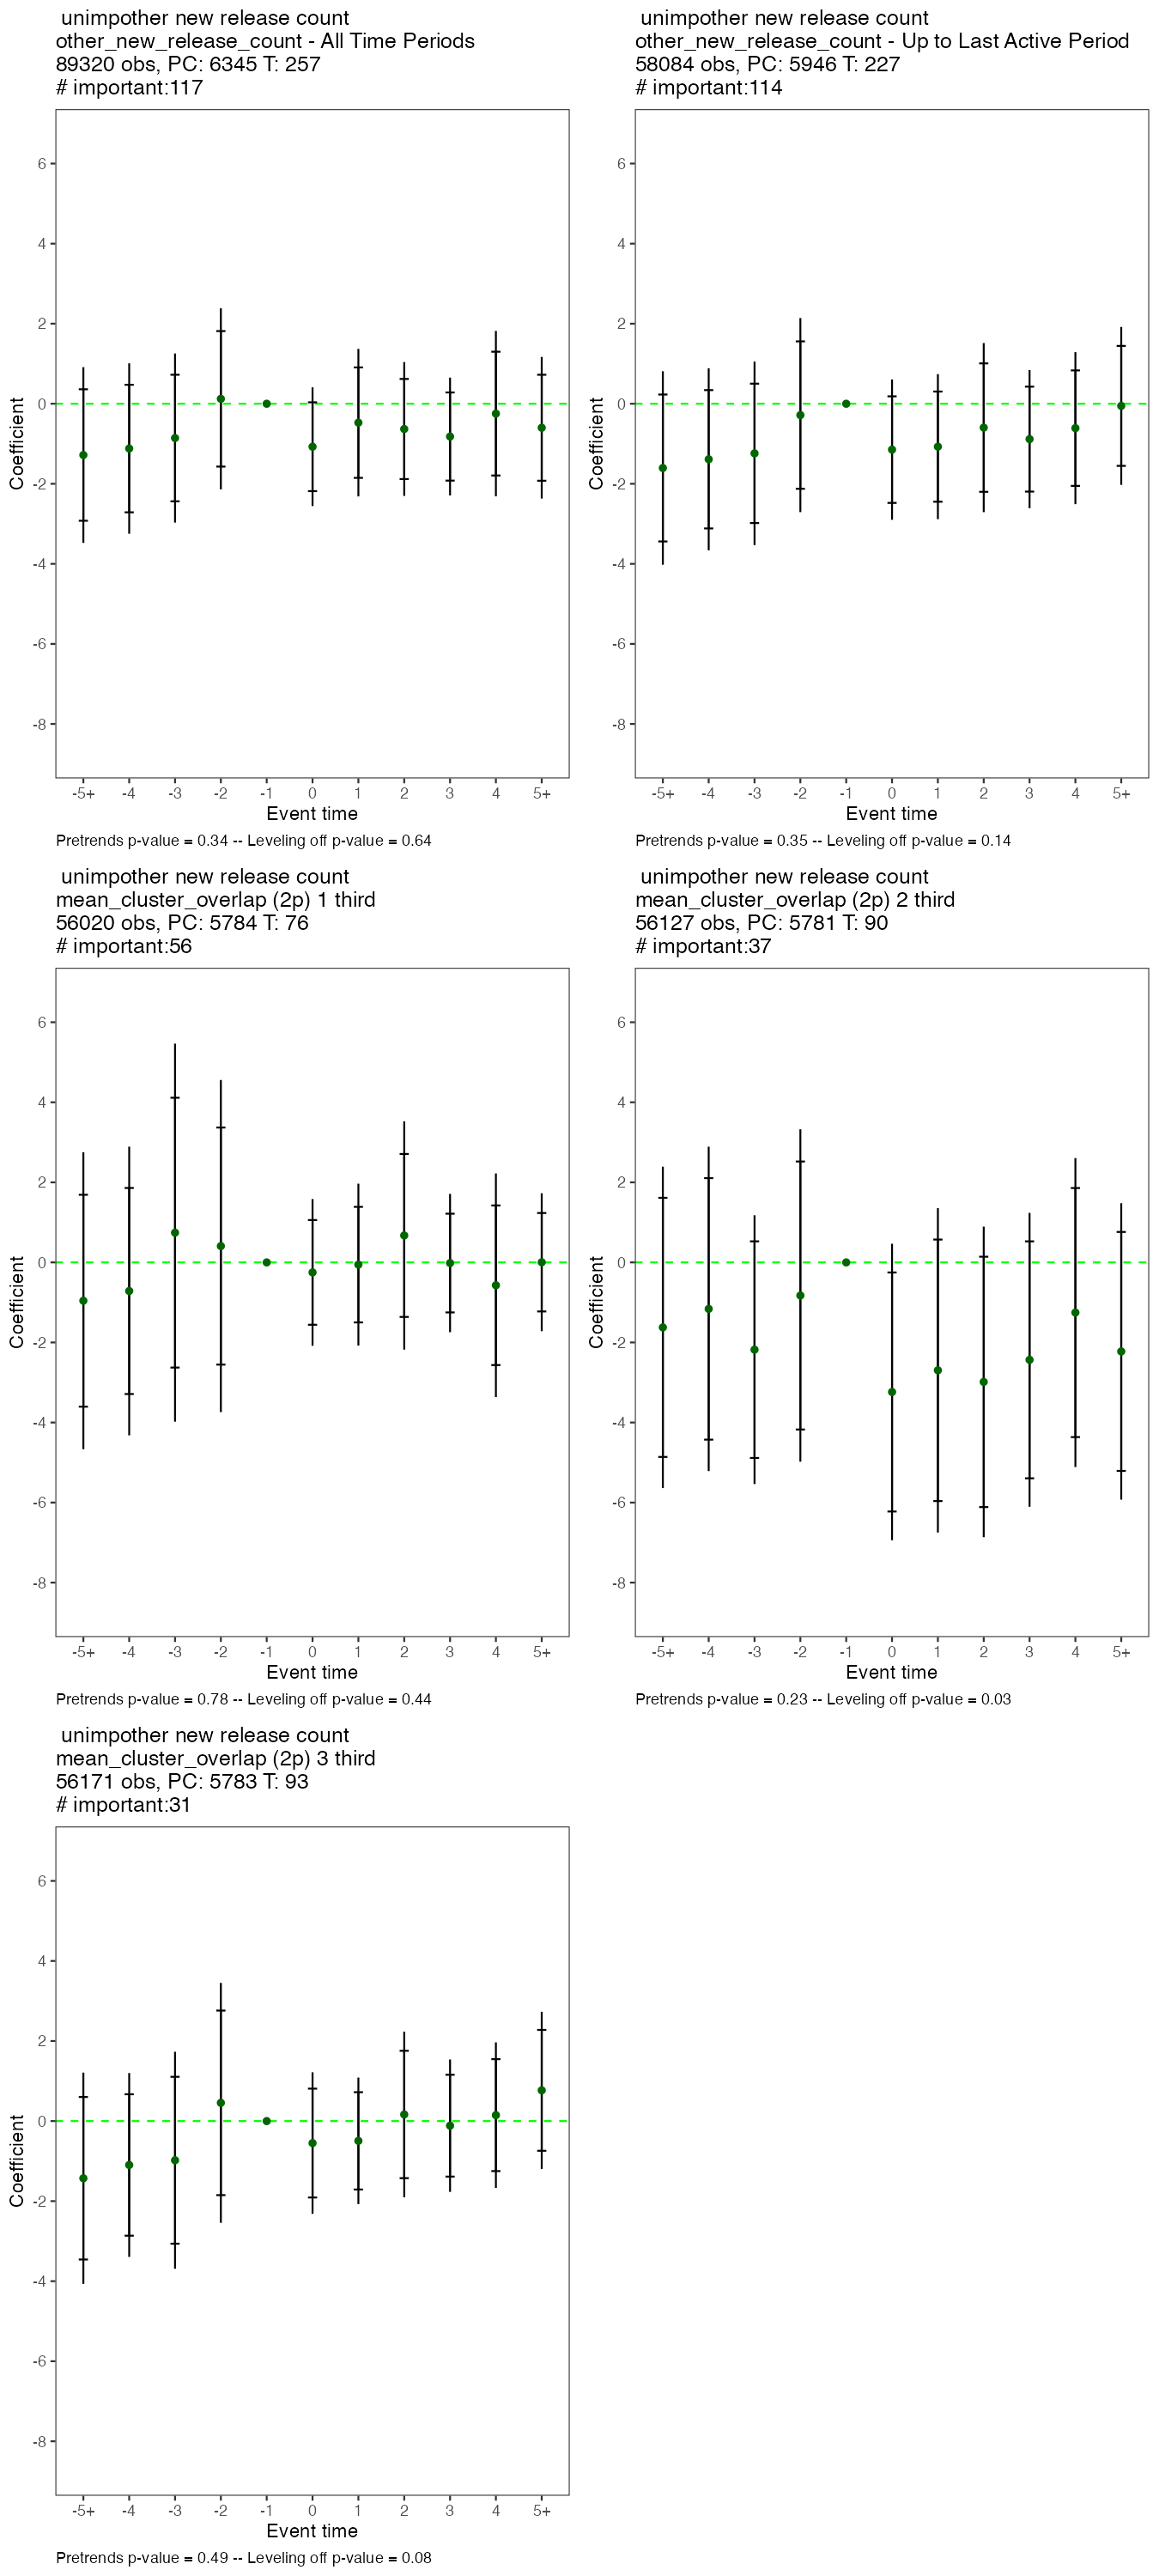 unimpother new release count
other_new_release_count - All Time Periods
89320 obs, PC: 6345 T: 257
# important:117
6
4
2
0
-2
-4
-6
-8
Coefficient
-5+ -4 -3 -2 -1 0 1 2 3 4 5+
Event time
Pretrends p-value = 0.34 -- Leveling off p-value = 0.64
unimpother new release count
other_new_release_count - Up to Last Active Period
58084 obs, PC: 5946 T: 227
# important:114
6
4
2
0
-2
-4
-6
-8
Coefficient
-5+ -4 -3 -2 -1 0 1 2 3 4 5+
Event time
Pretrends p-value = 0.35 -- Leveling off p-value = 0.14
unimpother new release count
mean_cluster_overlap (2p) 1 third
56020 obs, PC: 5784 T: 76
# important:56
6
4
2
0
-2
-4
-6
-8
Coefficient
-5+ -4 -3 -2 -1 0 1 2 3 4 5+
Event time
Pretrends p-value = 0.78 -- Leveling off p-value = 0.44
unimpother new release count
mean_cluster_overlap (2p) 2 third
56127 obs, PC: 5781 T: 90
# important:37
6
4
2
0
-2
-4
-6
-8
Coefficient
-5+ -4 -3 -2 -1 0 1 2 3 4 5+
Event time
Pretrends p-value = 0.23 -- Leveling off p-value = 0.03
unimpother new release count
mean_cluster_overlap (2p) 3 third
56171 obs, PC: 5783 T: 93
# important:31
6
4
2
0
-2
-4
-6
-8
Coefficient
-5+ -4 -3 -2 -1 0 1 2 3 4 5+
Event time
Pretrends p-value = 0.49 -- Leveling off p-value = 0.08